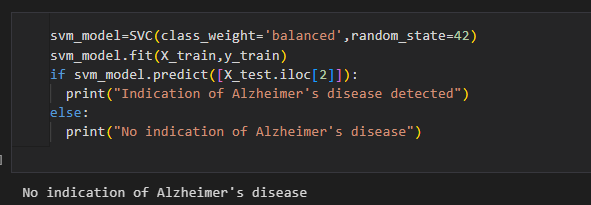 svm_model=SVC(class_weight='balanced',random_state=42)
svm_model.fit(X_train,y_train)
if svm_model.predict([X_test.iloc[2]]):
  print("Indication of Alzheimer's disease detected")
else:
  print("No indication of Alzheimer's disease")
No indication of Alzheimer's disease